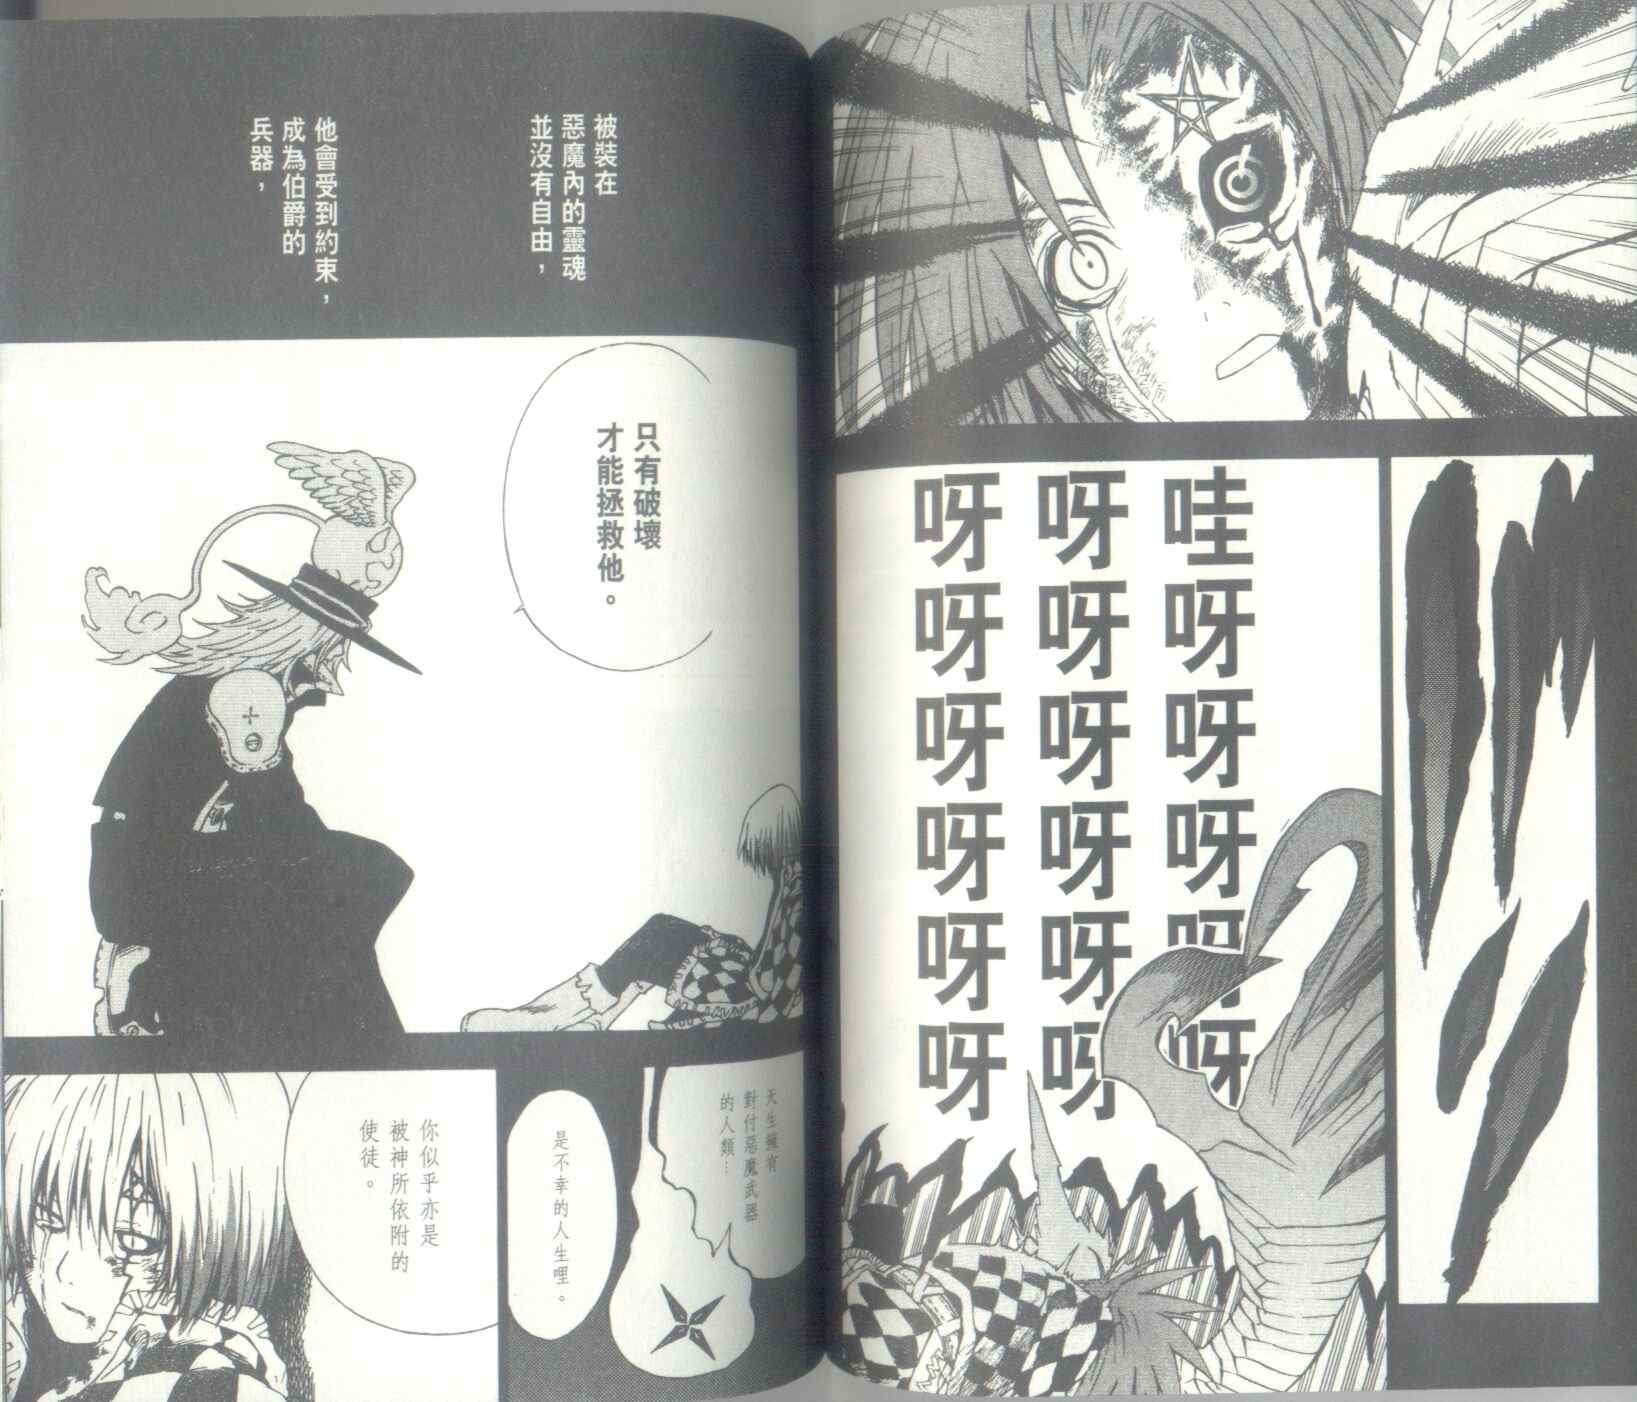 哇呀呀呀呀呀
呀呀呀呀呀呀
呀呀呀呀呀呀
被裝在
惡魔內的靈魂
並沒有自由，
他會受到約束，
成為伯爵的
兵器，
只有破壞
才能拯救他。
天生擁有
對付惡魔武器
的人類…
是不幸的人生哩。
你似乎亦是
被神所依附的
使徒。